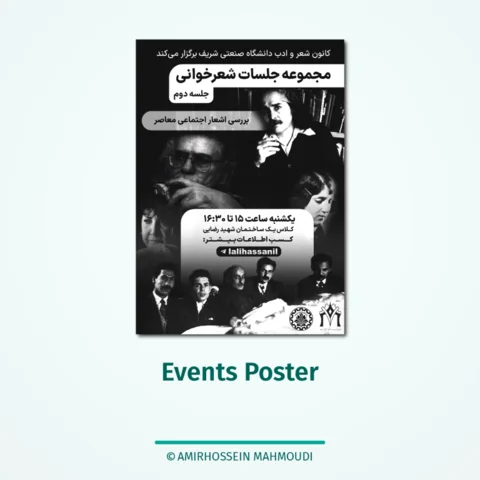 کانون شعر و ادب دانشگاه صنعتی شریف برگزار می‌کند
مجموعه جلسات شعرخوانی
جلسه دوم
بررسی اشعار اجتماعی معاصر
یکشنبه ساعت ۱۵ تا ۱۶:۳۰
کلاس یک ساختمان شهید رضایی
کسب اطلاعات بیشتر:
lalihassanil
Events Poster
© AMIRHOSSEIN MAHMOUDI